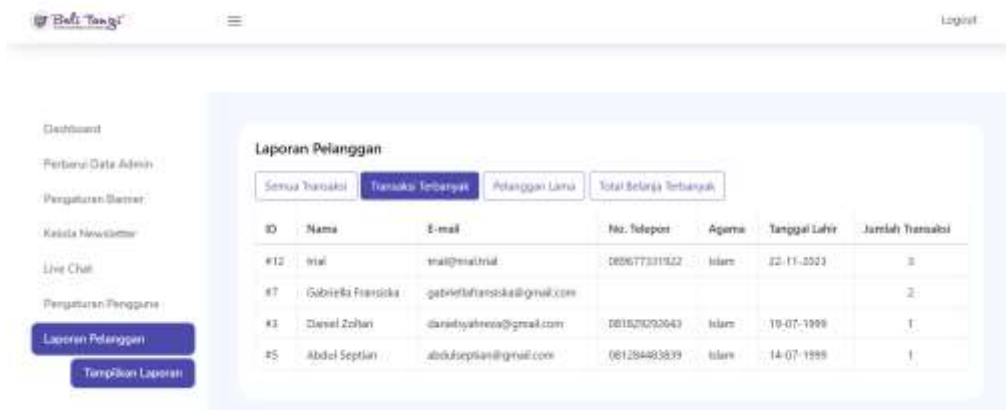 Beli Tangi
Logout
Dashboard
Perbarui Data Admin
Pengaturan Banner
Kelola Newsletter
Live Chat
Pengaturan Pengguna
Laporan Pelanggan
Tampilkan Laporan
Laporan Pelanggan
Semua Transaksi Transaksi Terbanyak Pelanggan Lama Total Belanja Terbanyak
ID Nama E-mail No. Telepon Agama Tanggal Lahir Jumlah Transaksi
#12 trial trial@trial.trial 089677331922 Islam 22-11-2023 3
#7 Gabriella Fransiska gabriellafransiska@gmail.com 2
#3 Daniel Zoltan Islam 19-07-1999 1
#5 Abdul Septian abdulseptian@gmail.com 081284483839 Islam 14-07-1999 1